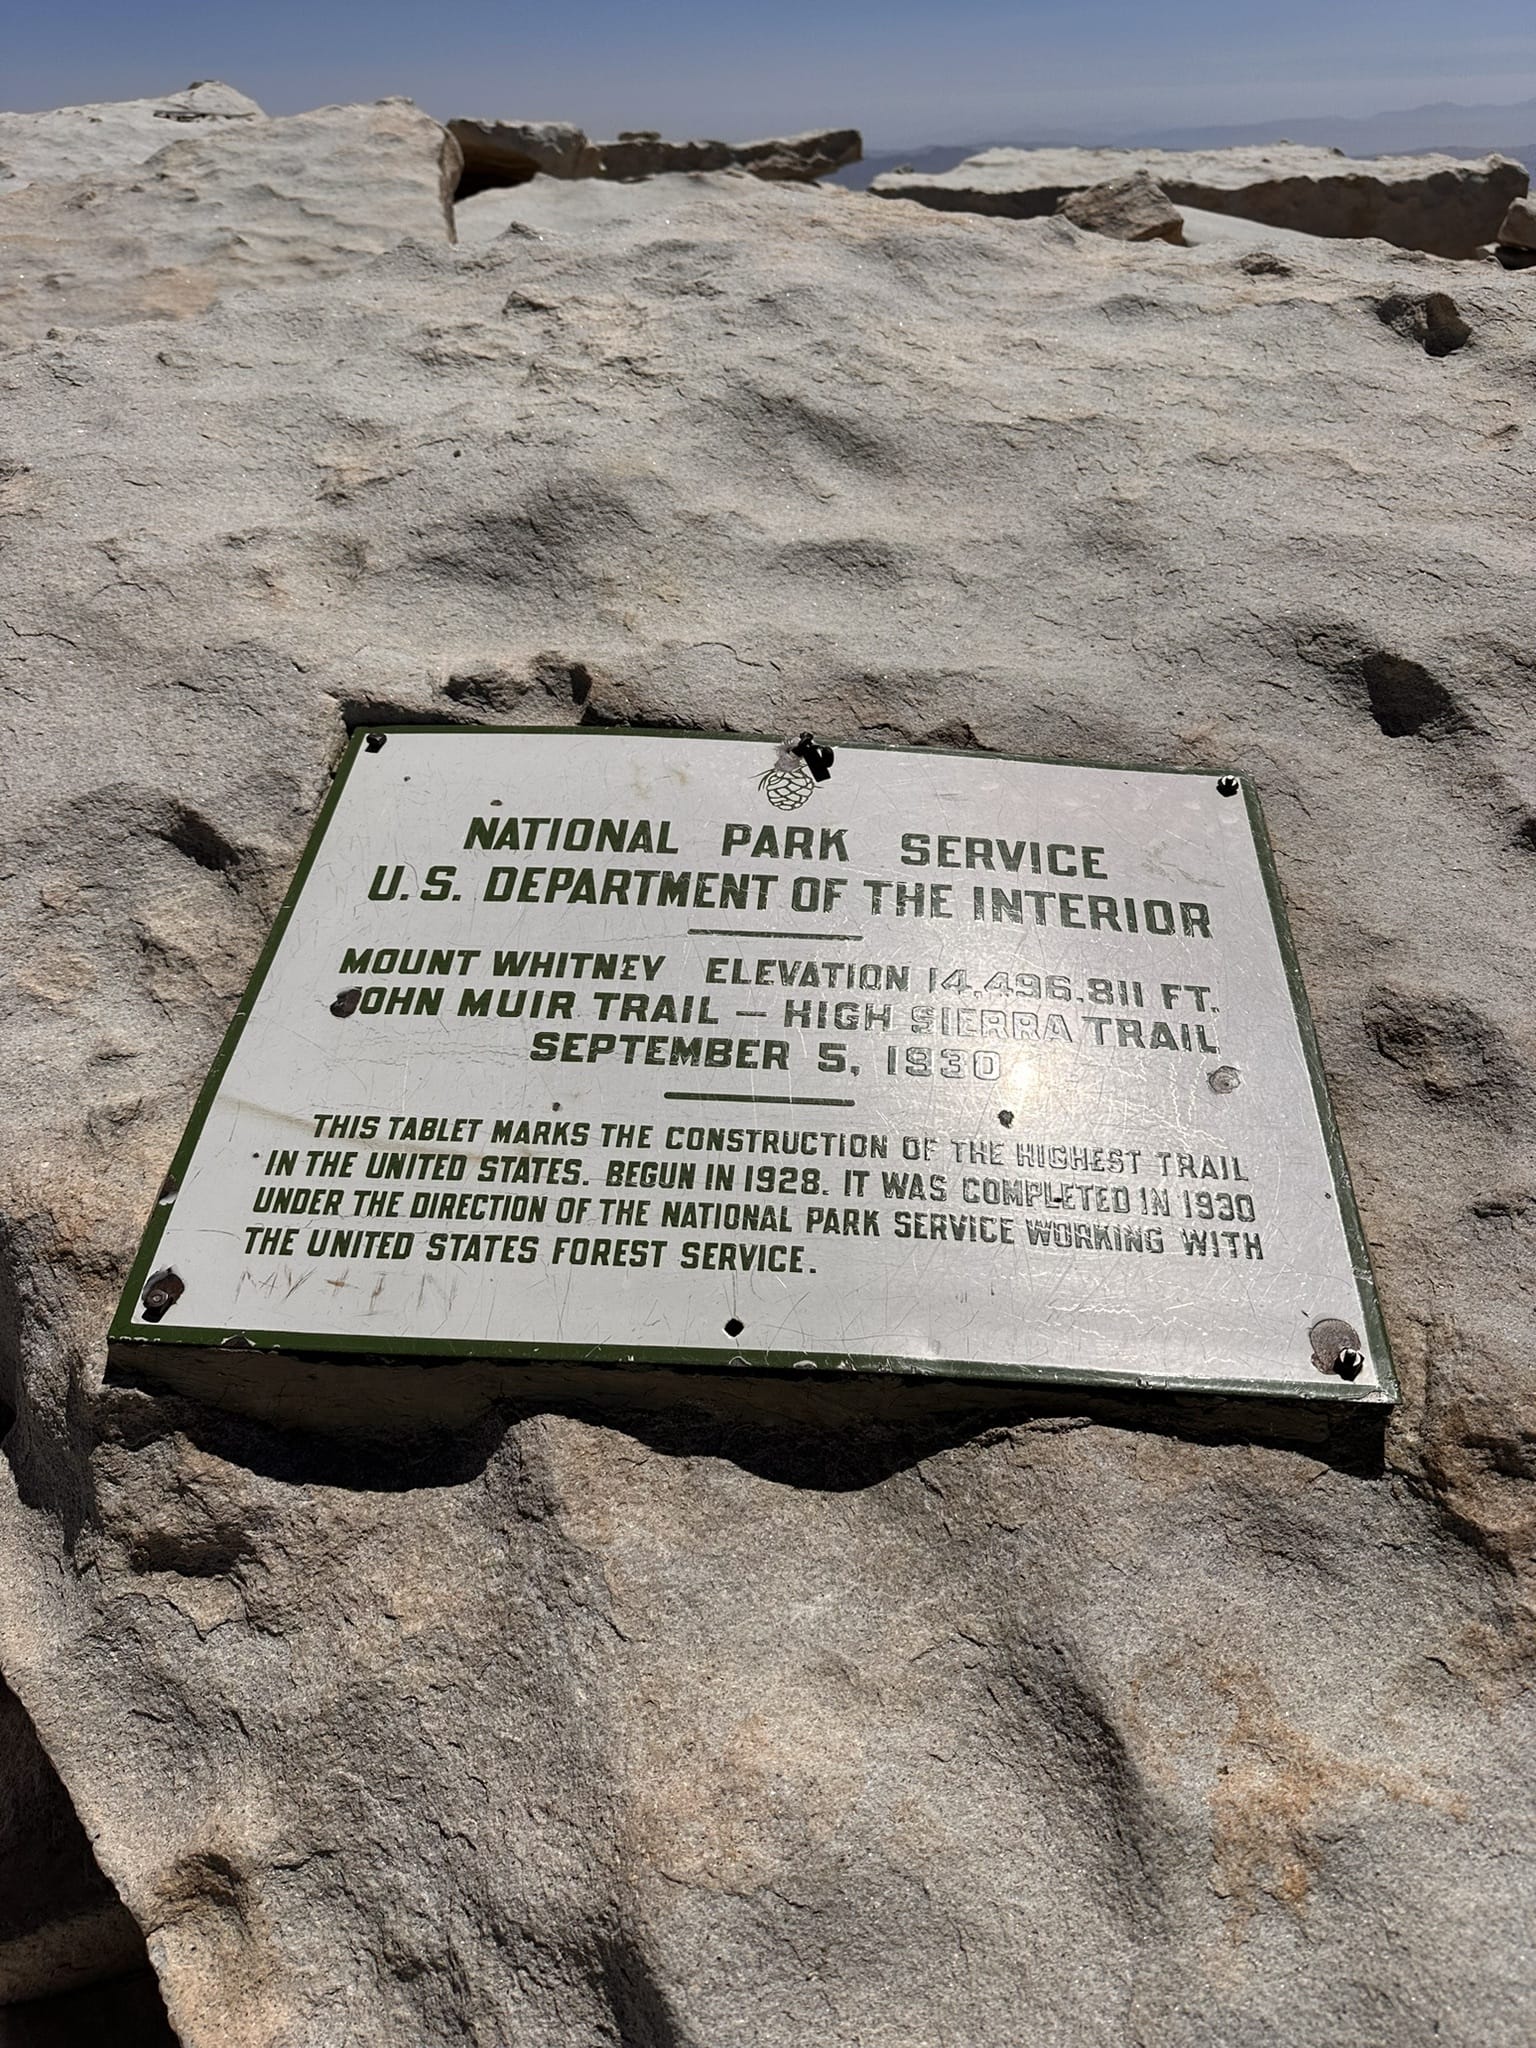 NATIONAL PARK SERVICE
U.S. DEPARTMENT OF THE INTERIOR
MOUNT WHITNEY ELEVATION 14,496.811 FT.
JOHN MUIR TRAIL — HIGH SIERRA TRAIL
SEPTEMBER 5, 1930
THIS TABLET MARKS THE CONSTRUCTION OF THE HIGHEST TRAIL
IN THE UNITED STATES. BEGUN IN 1928. IT WAS COMPLETED IN 1930
UNDER THE DIRECTION OF THE NATIONAL PARK SERVICE WORKING WITH
THE UNITED STATES FOREST SERVICE.